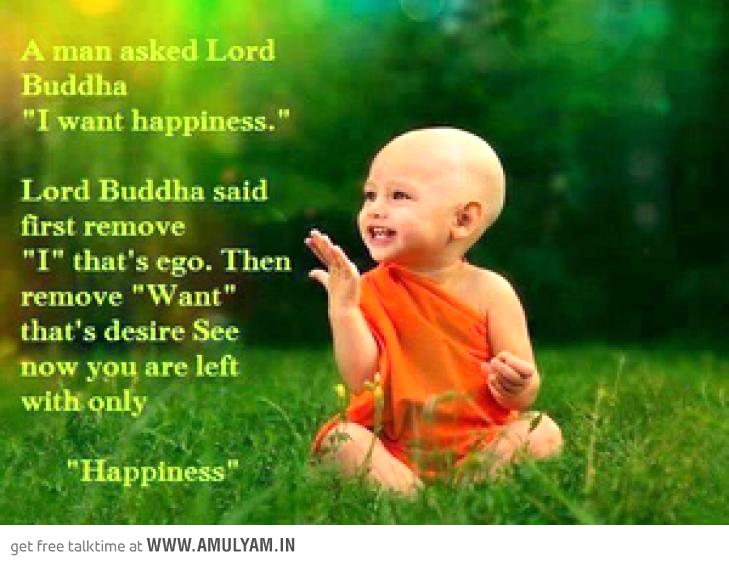 A man asked Lord
Buddha
"I want happiness."
Lord Buddha said
first remove
"I" that's ego. Then
remove "Want"
that's desire See
now you are left
with only
"Happiness"
get free talktime at WWW.AMULYAM.IN